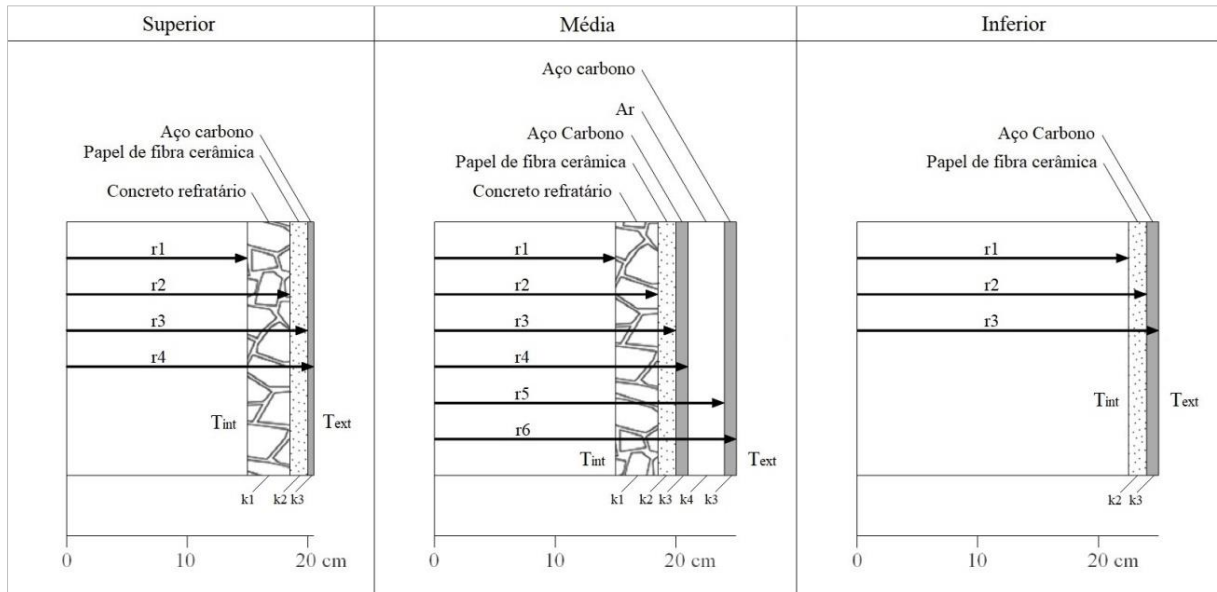 Superior
Média
Inferior
Aço carbono
Papel de fibra cerâmica
Concreto refratário
r1
r2
r3
r4
Tint
Text
k1
k2
k3
0
10
20 cm
Aço carbono
Ar
Aço Carbono
Papel de fibra cerâmica
Concreto refratário
r1
r2
r3
r4
r5
r6
Tint
Text
k1
k2
k3
k4
k3
0
10
20 cm
Aço Carbono
Papel de fibra cerâmica
r1
r2
r3
Tint
Text
k2
k3
0
10
20 cm